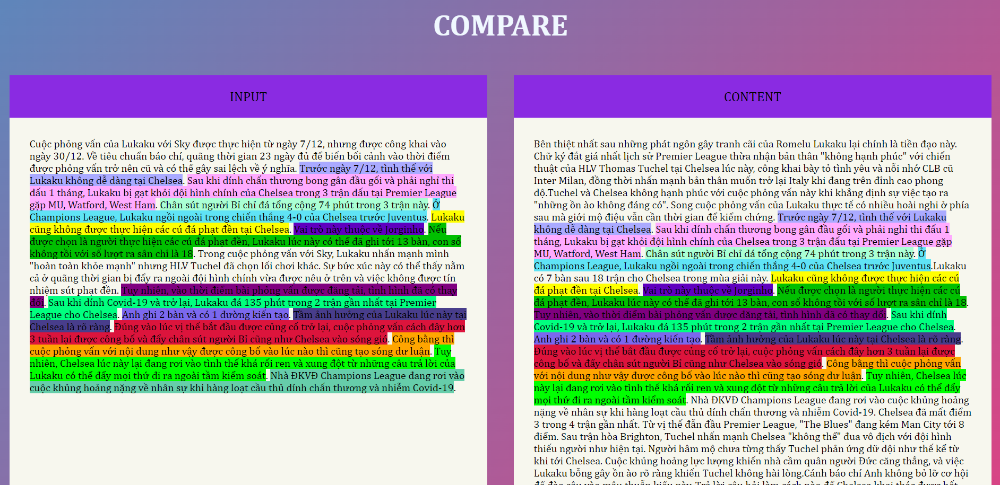 COMPARE
INPUT
Cuộc phỏng vấn của Lukaku với Sky được thực hiện từ ngày 7/12, nhưng được công khai vào
ngày 30/12. Về tiêu chuẩn báo chí, quãng thời gian 23 ngày đủ để biến bối cảnh vào thời điểm
được phỏng vấn trở nên cũ và có thể gây sai lệch về ý nghĩa. Trước ngày 7/12, tình thế với
Lukaku không dễ dàng tại Chelsea. Sau khi dính chấn thương bong gân đầu gối và phải nghỉ thi
đấu 1 tháng, Lukaku bị gạt khỏi đội hình chính của Chelsea trong 3 trận đấu tại Premier League
gặp MU, Watford, West Ham. Chân sút người Bỉ chỉ đá tổng cộng 74 phút trong 3 trận này. Ở
Champions League, Lukaku ngồi ngoài trong chiến thắng 4-0 của Chelsea trước Juventus. Lukaku
cũng không được thực hiện các cú đá phạt đền tại Chelsea. Vai trò này thuộc về Jorginho. Nếu
được chọn là người thực hiện các cú đá phạt đền, Lukaku lúc này có thể đã ghi tới 13 bàn, con số
không tồi với số lượt ra sân chỉ là 18. Trong cuộc phỏng vấn với Sky, Lukaku nhấn mạnh mình
"hoàn toàn khỏe mạnh" nhưng HLV Tuchel đã chọn lối chơi khác. Sự bức xúc này có thể thấy nằm
cả ở quãng thời gian bị đẩy ra ngoài đội hình chính vừa được nêu ở trên và việc không được tín
nhiệm sút phạt đền. Tuy nhiên, vào thời điểm bài phỏng vấn được đăng tải, tình hình đã có thay
đổi. Sau khi dính Covid-19 và trở lại, Lukaku đá 135 phút trong 2 trận gần nhất tại Premier
League cho Chelsea. Anh ghi 2 bàn và có 1 đường kiến tạo. Tầm ảnh hưởng của Lukaku lúc này tại
Chelsea là rõ ràng. Đúng vào lúc vị thế bắt đầu được củng cố trở lại, cuộc phỏng vấn cách đây hơn
3 tuần lại được công bố và đẩy chân sút người Bỉ cũng như Chelsea vào sóng gió. Công bằng thì
cuộc phỏng vấn với nội dung như vậy được công bố vào lúc nào thì cũng tạo sóng dư luận. Tuy
nhiên, Chelsea lúc này lại đang rơi vào tình thế khá rối ren và xung đột từ những câu trả lời của
Lukaku có thể đẩy mọi thứ đi ra ngoài tầm kiểm soát. Nhà ĐKVĐ Champions League đang rơi vào
cuộc khủng hoảng nặng về nhân sự khi hàng loạt cầu thủ dính chấn thương và nhiễm Covid-19.
CONTENT
Bên thiệt nhất sau những phát ngôn gây tranh cãi của Romelu Lukaku lại chính là tiền đạo này.
Chữ ký đắt giá nhất lịch sử Premier League thừa nhận bản thân "không hạnh phúc" với chiến
thuật của HLV Thomas Tuchel tại Chelsea lúc này, công khai bày tỏ tình yêu và nỗi nhớ CLB cũ
Inter Milan, đồng thời nhấn mạnh bản thân muốn trở lại Italy khi đang trên đỉnh cao phong
độ.Tuchel và Chelsea không hạnh phúc với cuộc phỏng vấn này khi khẳng định sự việc tạo ra
"những ồn ào không đáng có". Song cuộc phỏng vấn của Lukaku thực tế có nhiều hoài nghi ở phía
sau mà giới mộ điệu vẫn cần thời gian để kiểm chứng. Trước ngày 7/12, tình thế với Lukaku
không dễ dàng tại Chelsea. Sau khi dính chấn thương bong gân đầu gối và phải nghỉ thi đấu 1
tháng, Lukaku bị gạt khỏi đội hình chính của Chelsea trong 3 trận đấu tại Premier League gặp
MU, Watford, West Ham. Chân sút người Bỉ chỉ đá tổng cộng 74 phút trong 3 trận này. Ở
Champions League, Lukaku ngồi ngoài trong chiến thắng 4-0 của Chelsea trước Juventus.Lukaku
có 7 bàn sau 18 trận cho Chelsea trong mùa giải này. Lukaku cũng không được thực hiện các cú
đá phạt đền tại Chelsea. Vai trò này thuộc về Jorginho. Nếu được chọn là người thực hiện các cú
đá phạt đền, Lukaku lúc này có thể đã ghi tới 13 bàn, con số không tồi với số lượt ra sân chỉ là 18.
Tuy nhiên, vào thời điểm bài phỏng vấn được đăng tải, tình hình đã có thay đổi. Sau khi dính
Covid-19 và trở lại, Lukaku đá 135 phút trong 2 trận gần nhất tại Premier League cho Chelsea.
Anh ghi 2 bàn và có 1 đường kiến tạo. Tầm ảnh hưởng của Lukaku lúc này tại Chelsea là rõ ràng.
Đúng vào lúc vị thế bắt đầu được củng cố trở lại, cuộc phỏng vấn cách đây hơn 3 tuần lại được
công bố và đẩy chân sút người Bỉ cũng như Chelsea vào sóng gió. Công bằng thì cuộc phỏng vấn
với nội dung như vậy được công bố vào lúc nào thì cũng tạo sóng dư luận. Tuy nhiên, Chelsea lúc
này lại đang rơi vào tình thế khá rối ren và xung đột từ những câu trả lời của Lukaku có thể đẩy
mọi thứ đi ra ngoài tầm kiểm soát. Nhà ĐKVĐ Champions League đang rơi vào cuộc khủng hoảng
nặng về nhân sự khi hàng loạt cầu thủ dính chấn thương và nhiễm Covid-19. Chelsea đã mất điểm
3 trong 4 trận gần nhất. Từ vị thế đẫn đầu Premier League, "The Blues" đang kém Man City tới 8
điểm. Sau trận hòa Brighton, Tuchel nhấn mạnh Chelsea "không thể" đua vô địch với đội hình
thiếu người như hiện tại. Người hâm mộ chưa từng thấy Tuchel phản ứng dữ dội như thế kể từ
khi tới Chelsea. Cuộc khủng hoảng lực lượng khiến nhà cầm quân người Đức căng thẳng, và việc
Lukaku bỗng gây ồn ào rõ ràng khiến Tuchel không hài lòng.Cánh báo chí Anh không bỏ lỡ cơ hội
để đào sâu vào mâu thuẫn kiểu này. Trả lời câu hỏi làm cách nào để Chelsea khai thác được hết